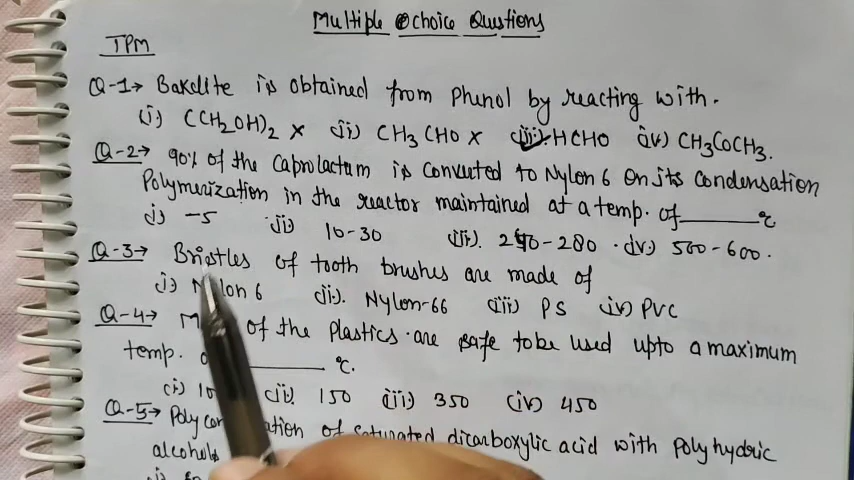 Multiple choice Qustions
TPM
Q-1→ Bakelite is obtained from Phenol by reacting with.
(i) C(CH2OH)2 × (ii) CH3CHO × (iii) HCHO (iv) CH3COCH3.
Q-2→ 90% of the Caprolactum is converted to Nylon 6 on its condensation
Polymerization in the reactor maintained at a temp. of ______ °c
(i) -5 (ii) 10-30 (iii). 240-280 . (iv) 500-600.
Q-3→ Bristles of tooth brushes are made of
(i) Nylon 6 (ii). Nylon-66 (iii) PS (iv) PVC
Q-4→ of the plastics are safe to be used upto a maximum
temp. ______ °c.
(i) (ii) 150 (iii) 350 (iv) 450
Q-5→ of saturated dicarboxylic acid with Polyhydric
alcohols